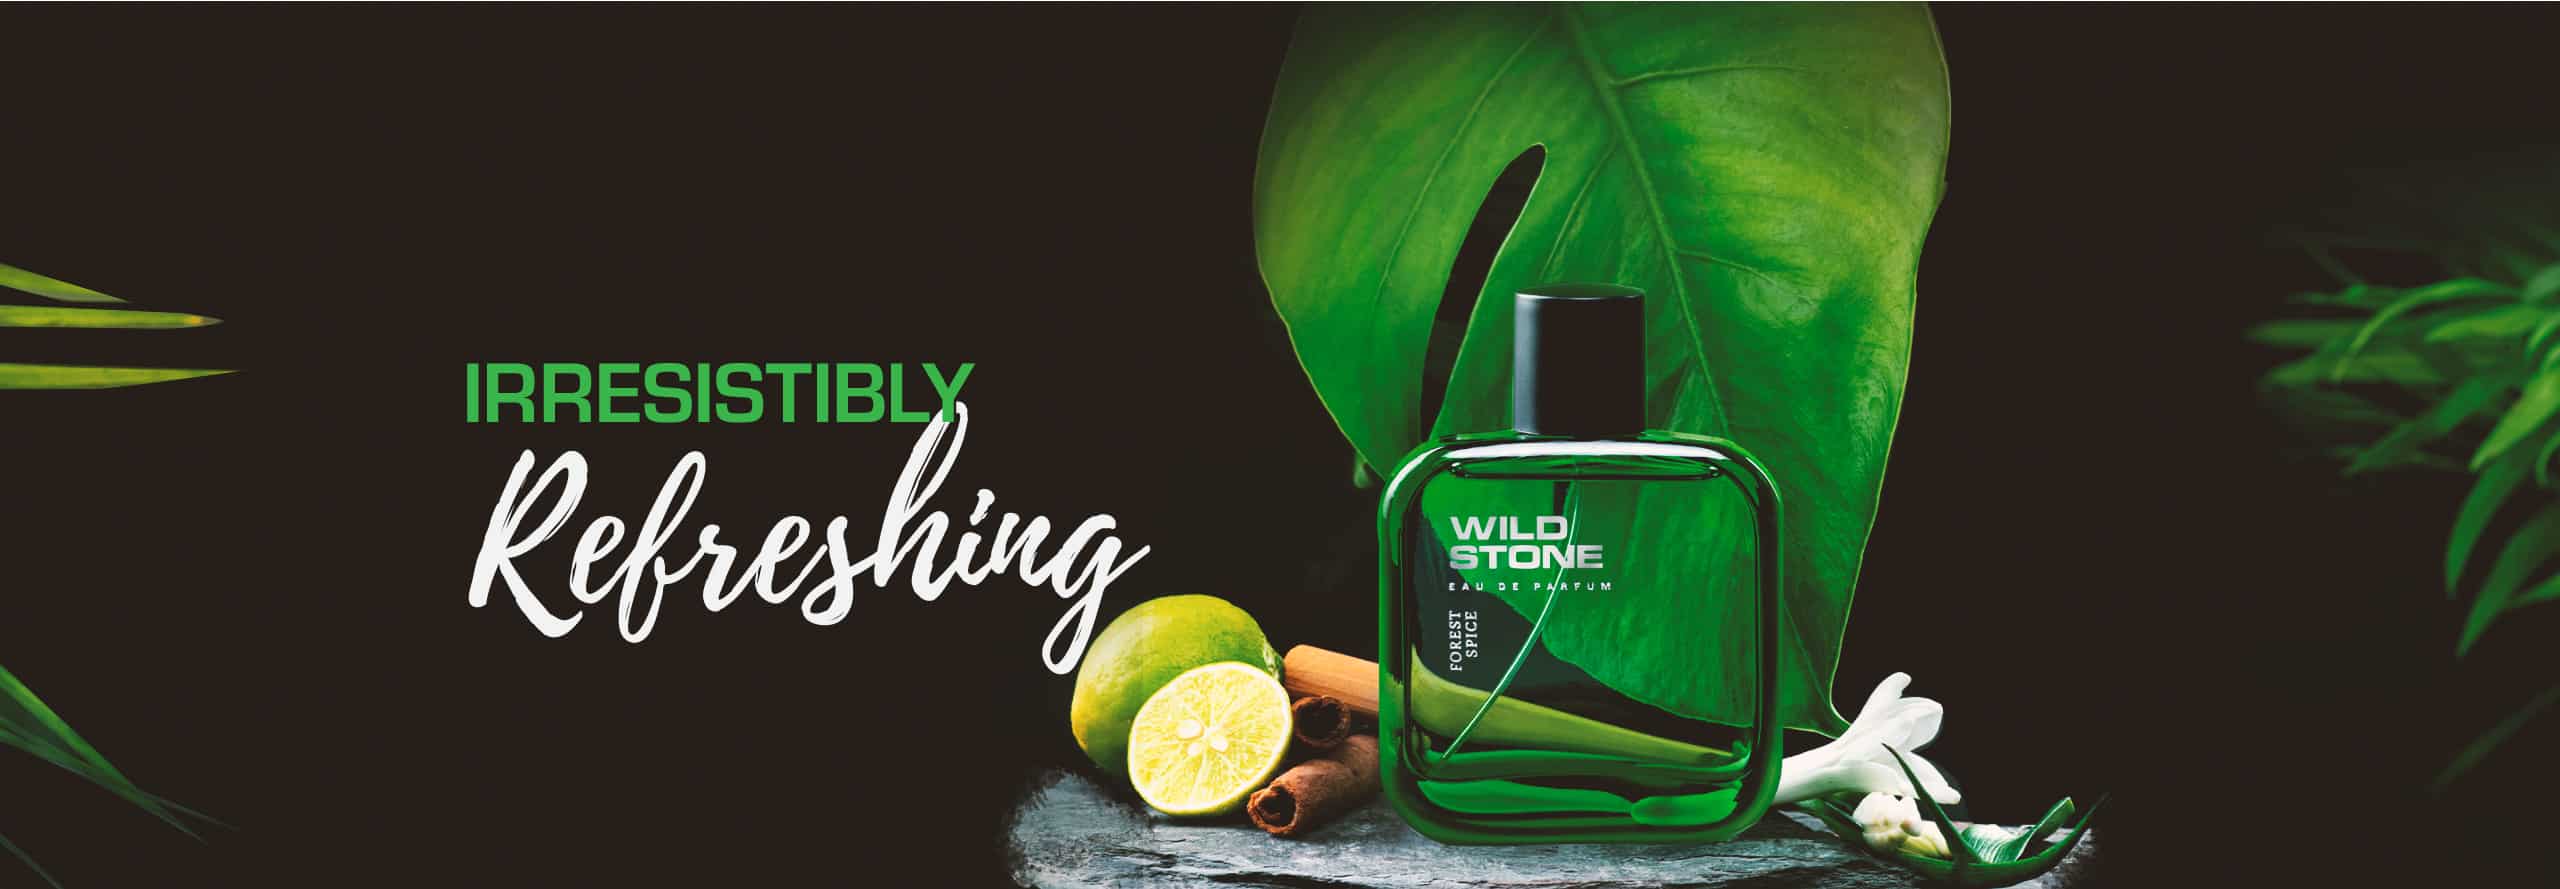 IRRESISTIBLY
Refreshing
WILD
STONE
EAU DE PARFUM
FOREST
SPICE